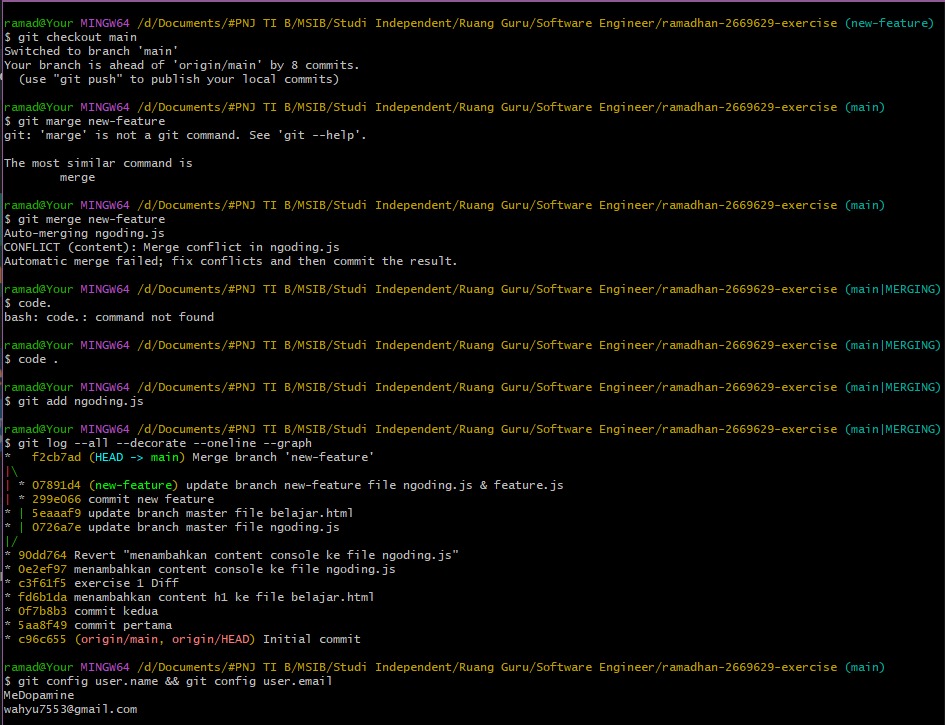 ramad@Your MINGW64 /d/Documents/#PNJ TI B/MSIB/Studi Independent/Ruang Guru/Software Engineer/ramadhan-2669629-exercise (new-feature)
$ git checkout main
Switched to branch 'main'
Your branch is ahead of 'origin/main' by 8 commits.
  (use "git push" to publish your local commits)

ramad@Your MINGW64 /d/Documents/#PNJ TI B/MSIB/Studi Independent/Ruang Guru/Software Engineer/ramadhan-2669629-exercise (main)
$ git marge new-feature
git: 'marge' is not a git command. See 'git --help'.

The most similar command is
        merge

ramad@Your MINGW64 /d/Documents/#PNJ TI B/MSIB/Studi Independent/Ruang Guru/Software Engineer/ramadhan-2669629-exercise (main)
$ git merge new-feature
Auto-merging ngoding.js
CONFLICT (content): Merge conflict in ngoding.js
Automatic merge failed; fix conflicts and then commit the result.

ramad@Your MINGW64 /d/Documents/#PNJ TI B/MSIB/Studi Independent/Ruang Guru/Software Engineer/ramadhan-2669629-exercise (main|MERGING)
$ code.
bash: code.: command not found

ramad@Your MINGW64 /d/Documents/#PNJ TI B/MSIB/Studi Independent/Ruang Guru/Software Engineer/ramadhan-2669629-exercise (main|MERGING)
$ code .

ramad@Your MINGW64 /d/Documents/#PNJ TI B/MSIB/Studi Independent/Ruang Guru/Software Engineer/ramadhan-2669629-exercise (main|MERGING)
$ git add ngoding.js

ramad@Your MINGW64 /d/Documents/#PNJ TI B/MSIB/Studi Independent/Ruang Guru/Software Engineer/ramadhan-2669629-exercise (main|MERGING)
$ git log --all --decorate --oneline --graph
*   f2cb7ad (HEAD -> main) Merge branch 'new-feature'
|\
| * 07891d4 (new-feature) update branch new-feature file ngoding.js & feature.js
| * 299e066 commit new feature
* | 5eaaaf9 update branch master file belajar.html
* | 0726a7e update branch master file ngoding.js
|/
* 90dd764 Revert "menambahkan content console ke file ngoding.js"
* 0e2ef97 menambahkan content console ke file ngoding.js
* c3f61f5 exercise 1 Diff
* fd6b1da menambahkan content h1 ke file belajar.html
* 0f7b8b3 commit kedua
* 5aa8f49 commit pertama
* c96c655 (origin/main, origin/HEAD) Initial commit

ramad@Your MINGW64 /d/Documents/#PNJ TI B/MSIB/Studi Independent/Ruang Guru/Software Engineer/ramadhan-2669629-exercise (main)
$ git config user.name && git config user.email
MeDopamine
wahyu7553@gmail.com